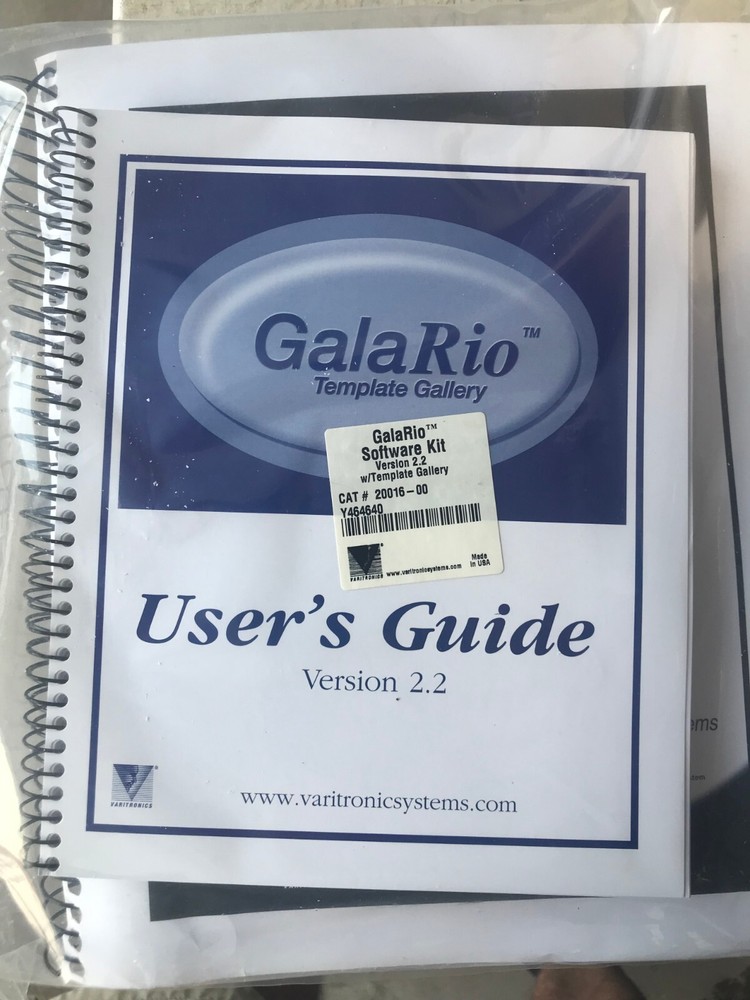 GalaRio™
Template Gallery
GalaRio™
Software Kit
Version 2.2
w/Template Gallery
CAT # 20016-00
Y464640
VARITRONICS
www.varitronicsystems.com
Made
in USA
User's Guide
Version 2.2
ems
VARITRONICS®
www.varitronicsystems.com